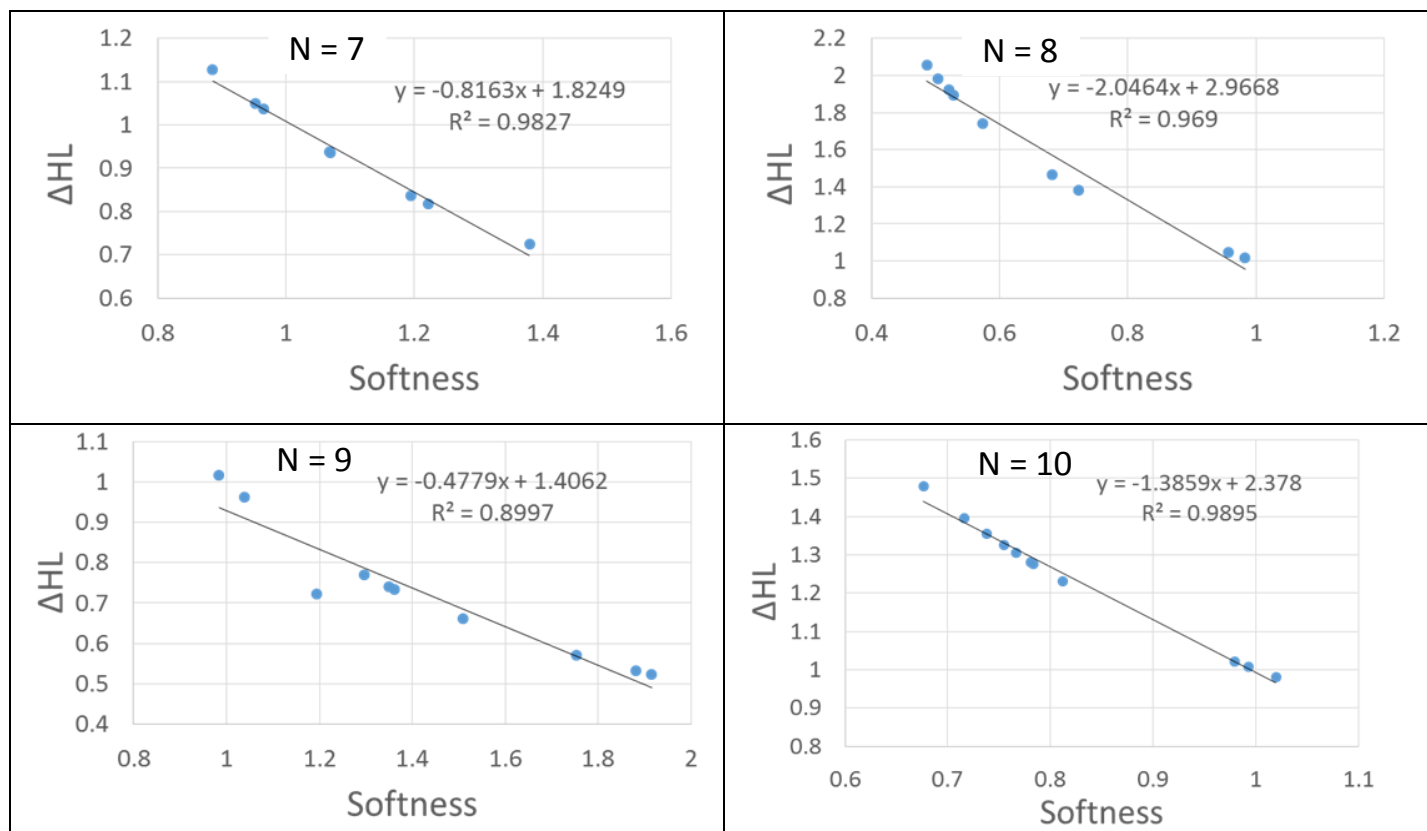 N = 7
y = -0.8163x + 1.8249
R² = 0.9827
1.2
1.1
1
0.9
0.8
0.7
0.6
ΔHL
0.8
1
1.2
1.4
1.6
Softness
N = 8
y = -2.0464x + 2.9668
R² = 0.969
2.2
2
1.8
1.6
1.4
1.2
1
0.8
ΔHL
0.4
0.6
0.8
1
1.2
Softness
N = 9
y = -0.4779x + 1.4062
R² = 0.8997
1.1
1
0.9
0.8
0.7
0.6
0.5
0.4
ΔHL
0.8
1
1.2
1.4
1.6
1.8
2
Softness
N = 10
y = -1.3859x + 2.378
R² = 0.9895
1.6
1.5
1.4
1.3
1.2
1.1
1
0.9
0.8
ΔHL
0.6
0.7
0.8
0.9
1
1.1
Softness